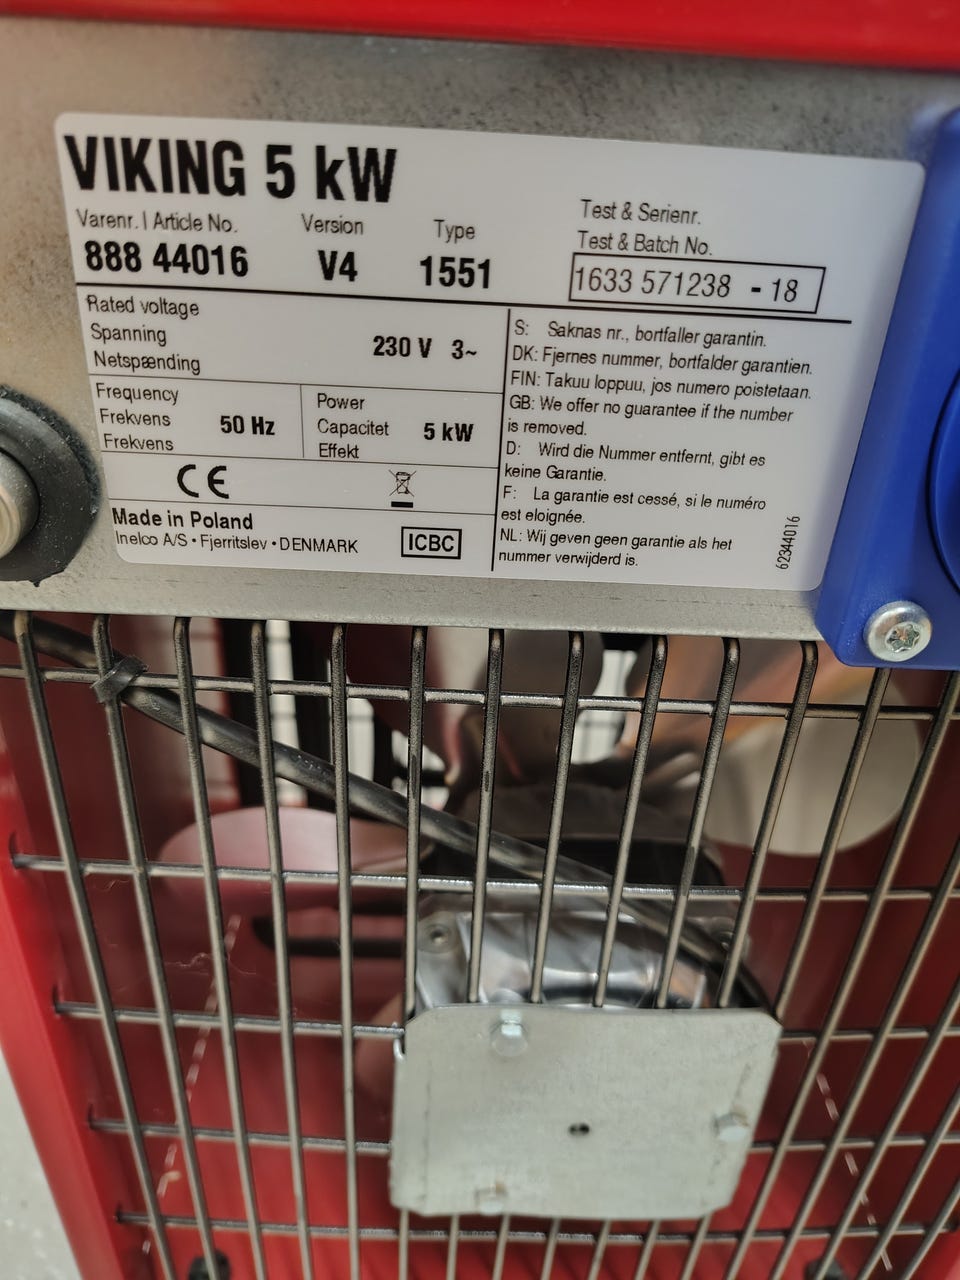 VIKING 5 kW
Varenr. | Article No.
888 44016
Version
V4
Type
1551
Test & Serienr.
Test & Batch No.
1633 571238 - 18
Rated voltage
Spanning
Netspænding
230 V 3~
Frequency
Frekvens
Frekvens
50 Hz
Power
Capacitet
Effekt
5 kW
CE
Made in Poland
Inelco A/S • Fjerritslev • DENMARK
ICBC
S: Saknas nr., bortfaller garantin.
DK: Fjernes nummer, bortfalder garantien.
FIN: Takuu loppuu, jos numero poistetaan.
GB: We offer no guarantee if the number
is removed.
D: Wird die Nummer entfernt, gibt es
keine Garantie.
F: La garantie est cessé, si le numéro
est eloignée.
NL: Wij geven geen garantie als het
nummer verwijderd is.
62344016